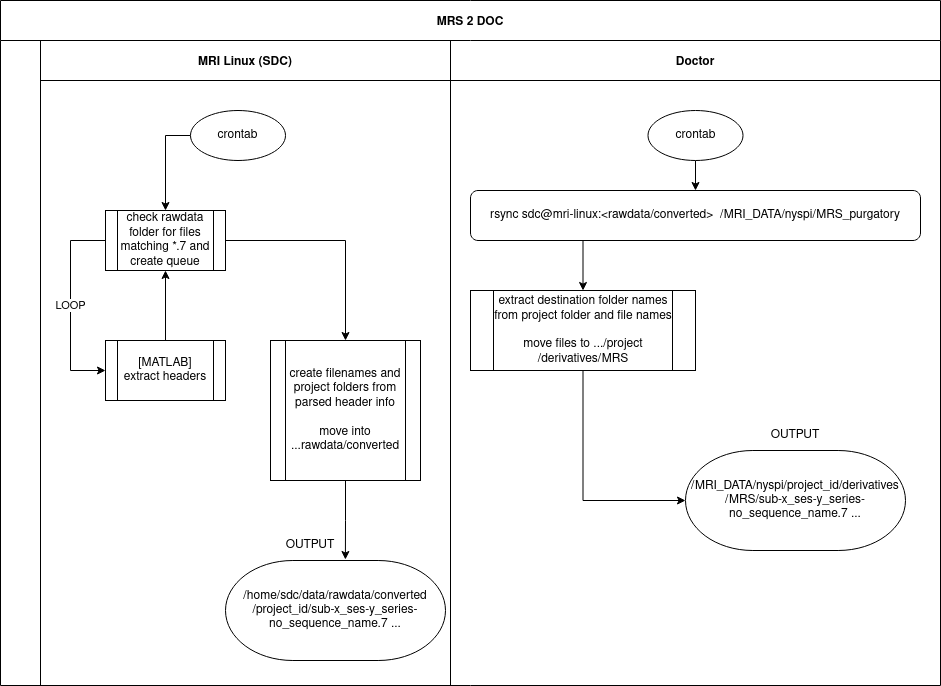 MRS 2 DOC
MRI Linux (SDC)
Doctor
crontab
check rawdata
folder for files
matching *.7 and
create queue
LOOP
[MATLAB]
extract headers
create filenames and
project folders from
parsed header info
move into
...rawdata/converted
OUTPUT
/home/sdc/data/rawdata/converted
/project_id/sub-x_ses-y_series-
no_sequence_name.7 ...
crontab
rsync sdc@mri-linux:<rawdata/converted>  /MRI_DATA/nyspi/MRS_purgatory
extract destination folder names
from project folder and file names
move files to .../project
/derivatives/MRS
OUTPUT
/MRI_DATA/nyspi/project_id/derivatives
/MRS/sub-x_ses-y_series-
no_sequence_name.7 ...